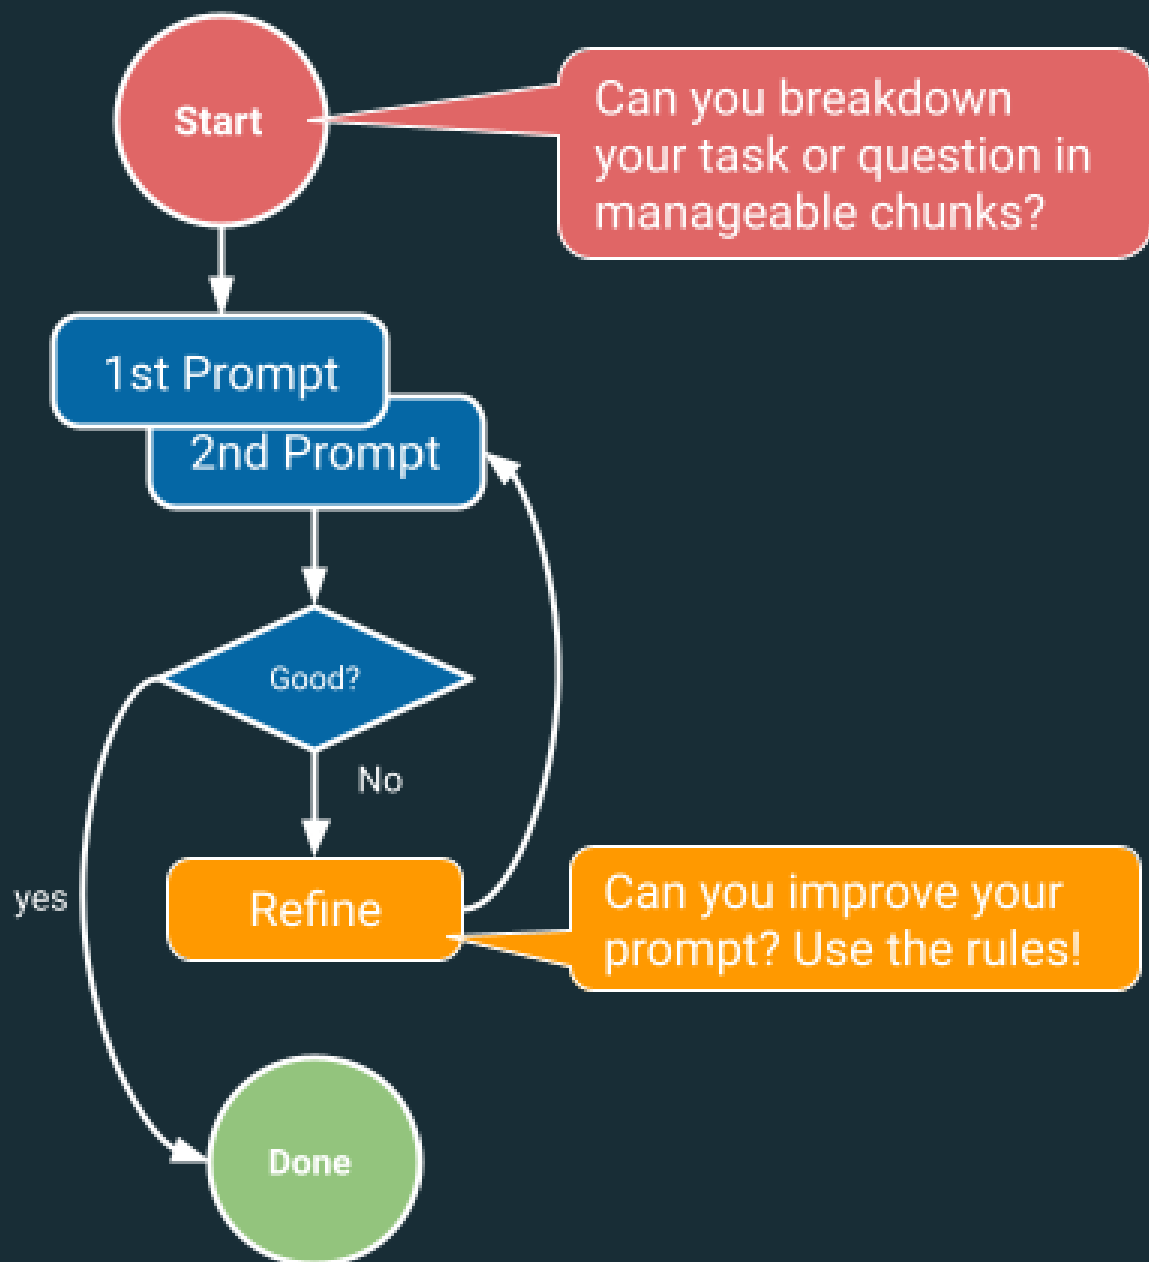 Start
Can you breakdown
your task or question in
manageable chunks?
1st Prompt
2nd Prompt
Good?
No
yes
Refine
Can you improve your
prompt? Use the rules!
Done